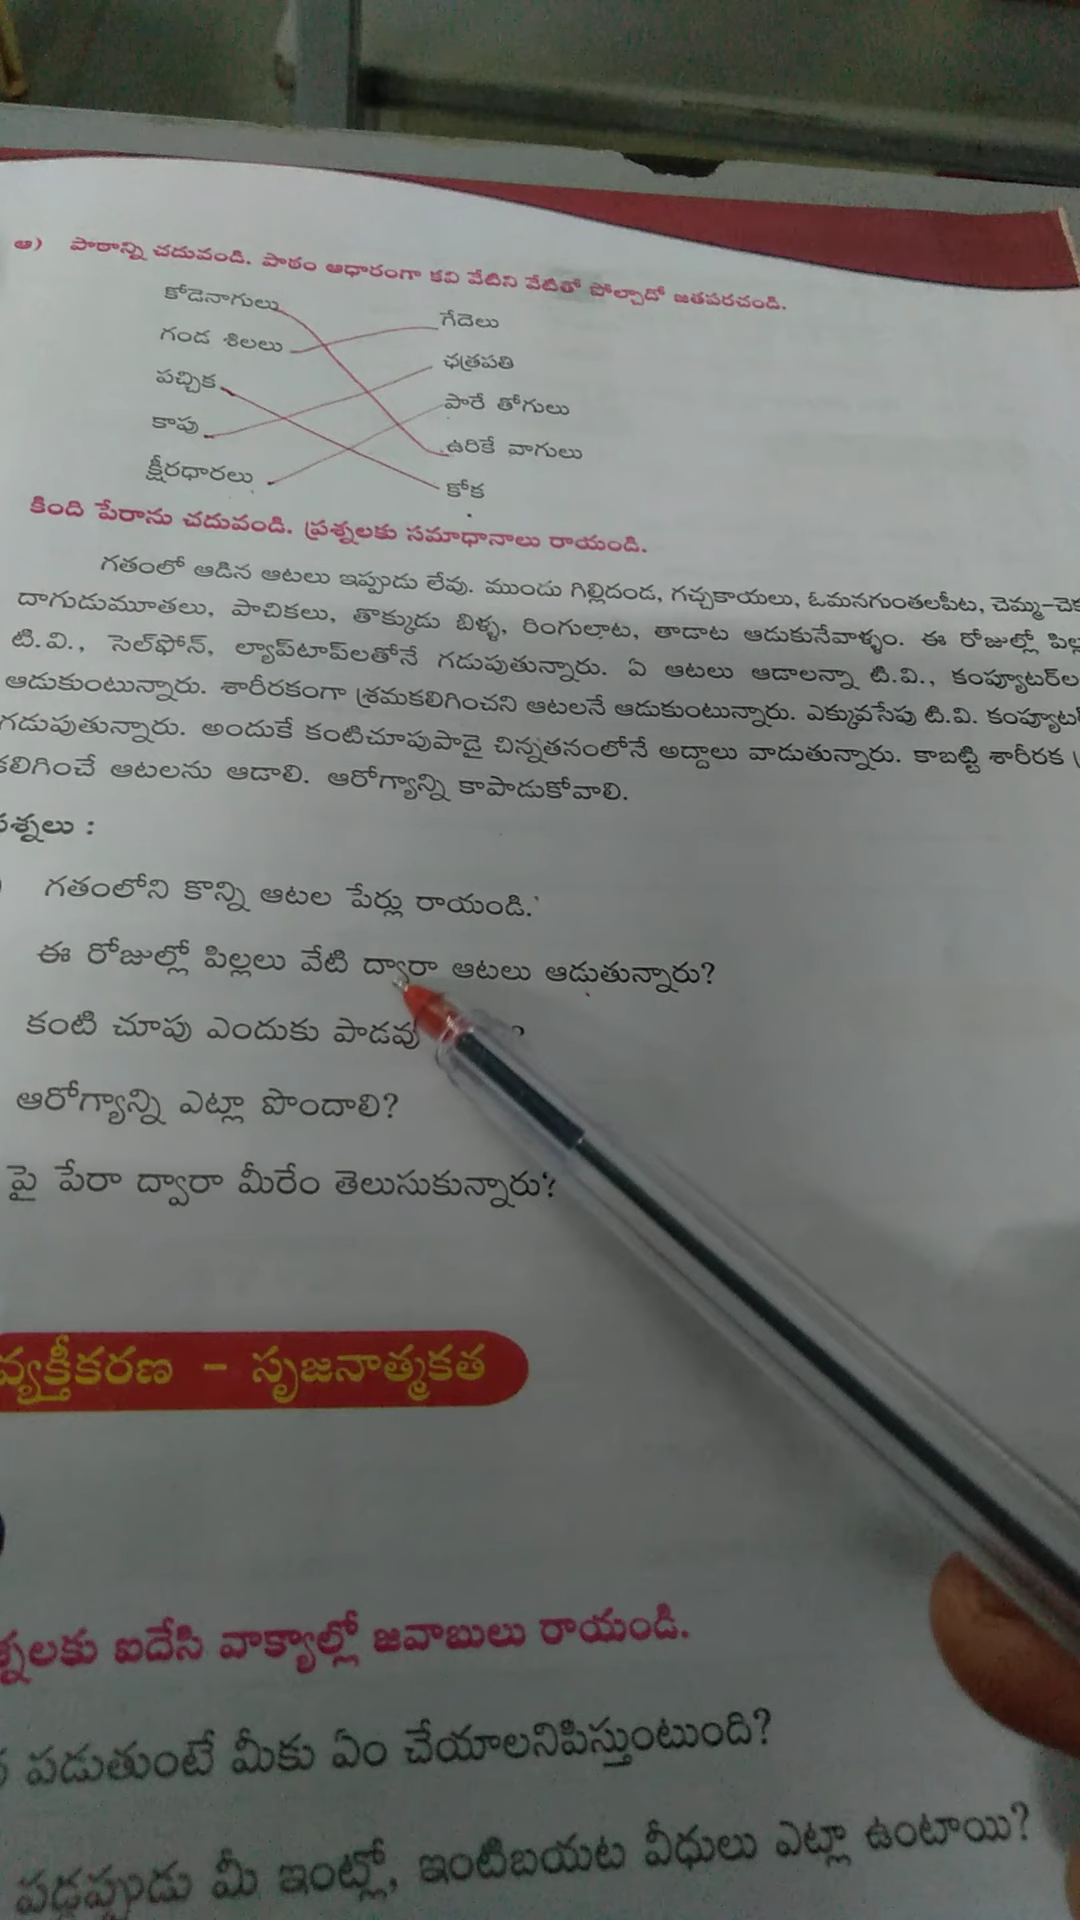 ఆ) పాఠాన్ని చదువండి. పాఠం ఆధారంగా కవి వేటిని వేటితో పోల్చాడో జతపరచండి.
కోడెనాగులు గేదెలు
గండ శిలలు ఛత్రపతి
పచ్చిక పారే తోగులు
కాపు ఉరికే వాగులు
క్షీరధారలు కోక
కింది పేరాను చదువండి. ప్రశ్నలకు సమాధానాలు రాయండి.
గతంలో ఆడిన ఆటలు ఇప్పుడు లేవు. ముందు గిల్లిదండ, గచ్చకాయలు, ఓమనగుంతలపీట, చెమ్మ-చెక
దాగుడుమూతలు, పాచికలు, తొక్కుడు బిళ్ళ, రింగులాట, తాడాట ఆడుకునేవాళ్ళం. ఈ రోజుల్లో పిల్ల
టి.వి., సెల్‌ఫోన్, ల్యాప్‌టాప్‌లతోనే గడుపుతున్నారు. ఏ ఆటలు ఆడాలన్నా టి.వి., కంప్యూటర్‌ల
ఆడుకుంటున్నారు. శారీరకంగా శ్రమకలిగించని ఆటలనే ఆడుకుంటున్నారు. ఎక్కువసేపు టి.వి. కంప్యూటర్
గడుపుతున్నారు. అందుకే కంటిచూపుపాడై చిన్నతనంలోనే అద్దాలు వాడుతున్నారు. కాబట్టి శారీరక
కలిగించే ఆటలను ఆడాలి. ఆరోగ్యాన్ని కాపాడుకోవాలి.
ప్రశ్నలు :
గతంలోని కొన్ని ఆటల పేర్లు రాయండి.
ఈ రోజుల్లో పిల్లలు వేటి ద్వారా ఆటలు ఆడుతున్నారు?
కంటి చూపు ఎందుకు పాడవు ?
ఆరోగ్యాన్ని ఎట్లా పొందాలి?
పై పేరా ద్వారా మీరేం తెలుసుకున్నారు?
వ్యక్తీకరణ - సృజనాత్మకత
శ్నలకు ఐదేసి వాక్యాల్లో జవాబులు రాయండి.
పడుతుంటే మీకు ఏం చేయాలనిపిస్తుంటుంది?
పడ్డప్పుడు మీ ఇంట్లో, ఇంటిబయట వీధులు ఎట్లా ఉంటాయి?